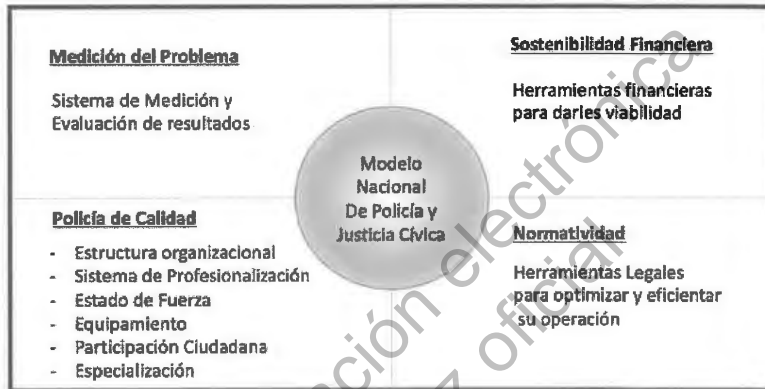 Medición del Problema
Sistema de Medición y
Evaluación de resultados
Sostenibilidad Financiera
Herramientas financieras
para darles viabilidad
Modelo
Nacional
De Policía y
Justicia Cívica
Policía de Calidad
- Estructura organizacional
- Sistema de Profesionalización
- Estado de Fuerza
- Equipamiento
- Participación Ciudadana
- Especialización
Normatividad
Herramientas Legales
para optimizar y eficientar
su operación
electrónica
oficial